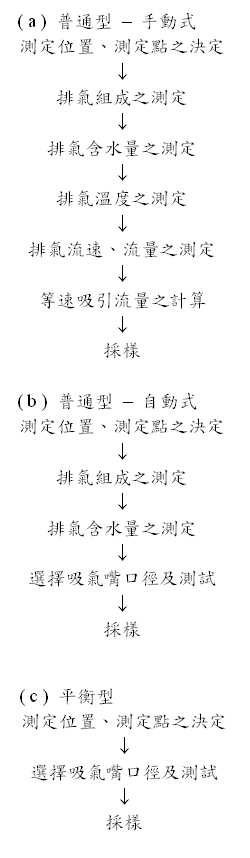 (a) 普通型 – 手動式
測定位置、測定點之決定
↓
排氣組成之測定
↓
排氣含水量之測定
↓
排氣溫度之測定
↓
排氣流速、流量之測定
↓
等速吸引流量之計算
↓
採樣
(b) 普通型 – 自動式
測定位置、測定點之決定
↓
排氣組成之測定
↓
排氣含水量之測定
↓
選擇吸氣嘴口徑及測試
↓
採樣
(c) 平衡型
測定位置、測定點之決定
↓
選擇吸氣嘴口徑及測試
↓
採樣